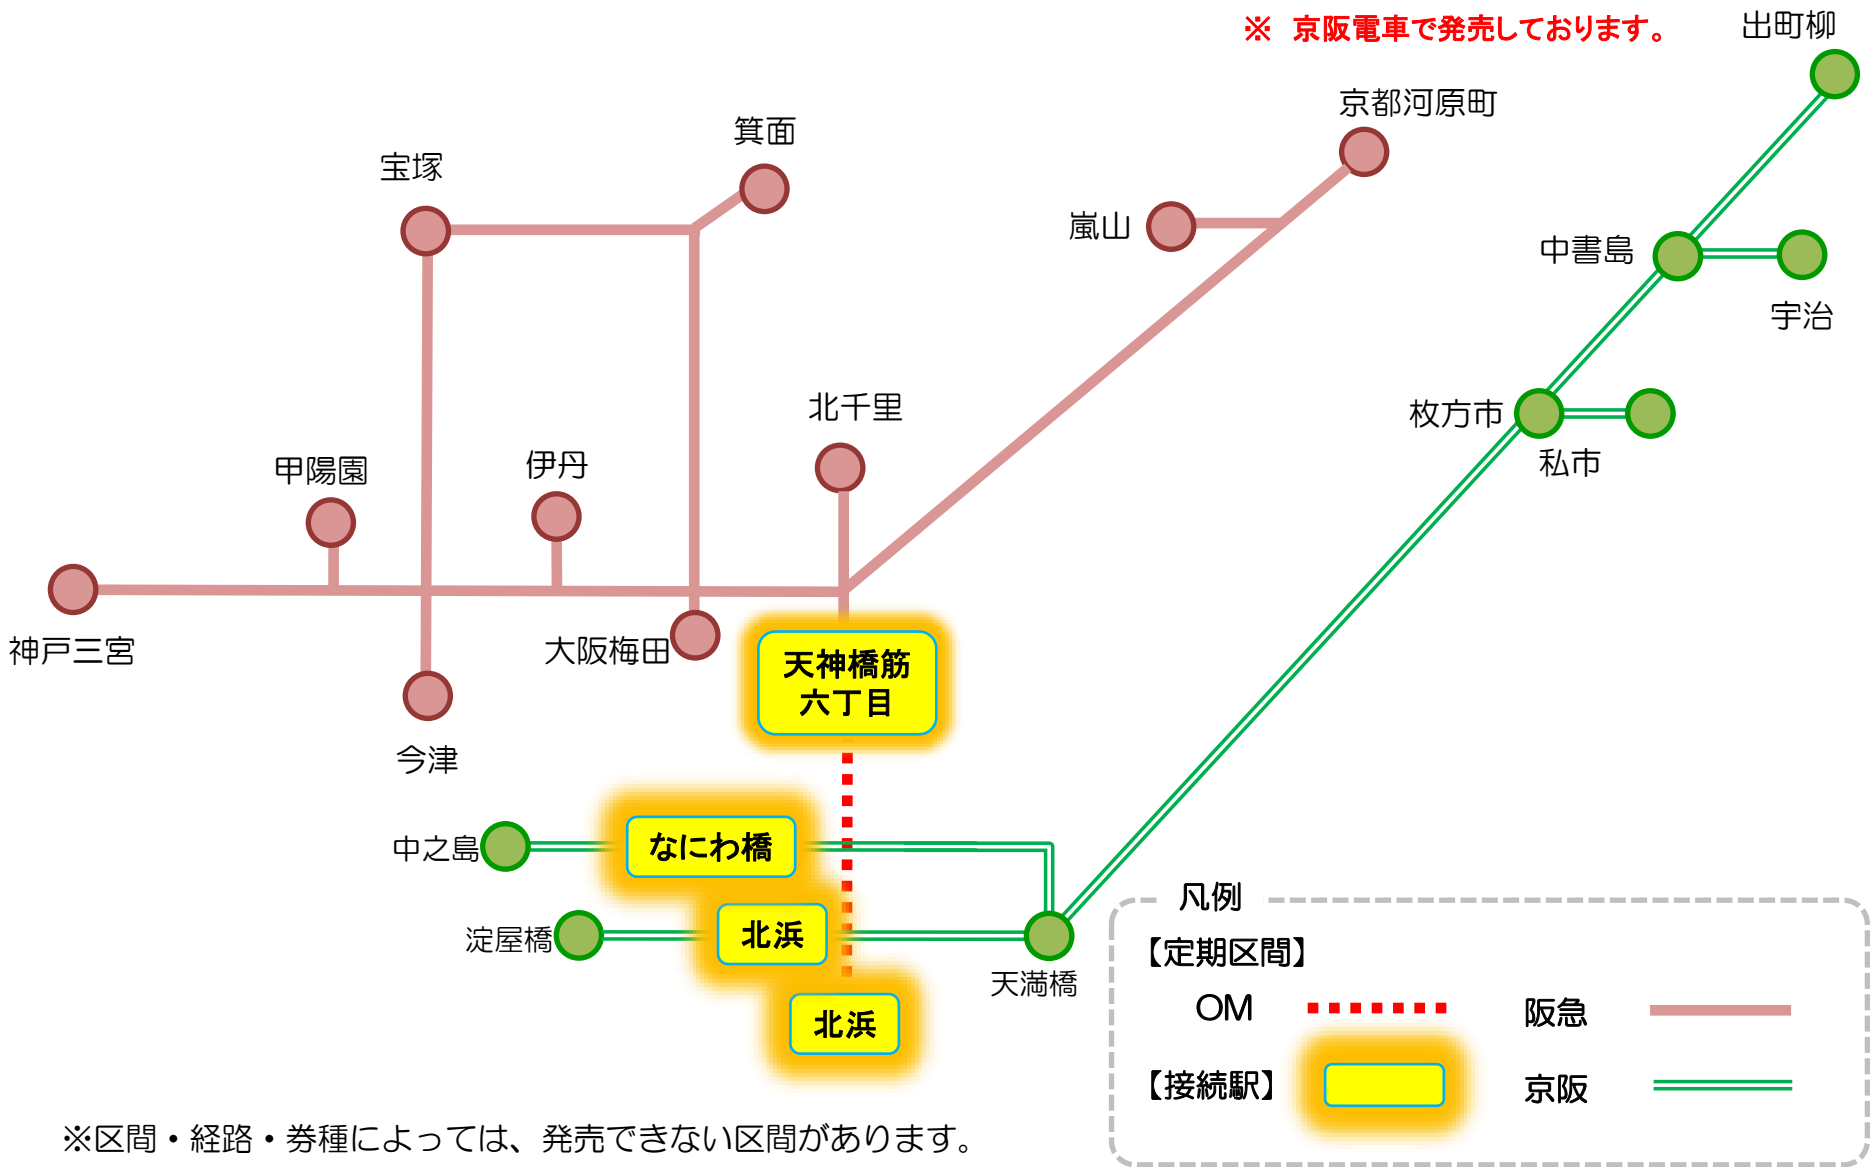 ※ 京阪電車で発売しております。
出町柳
京都河原町
箕面
宝塚
嵐山
中書島
宇治
北千里
枚方市
私市
甲陽園
伊丹
神戸三宮
大阪梅田
天神橋筋
六丁目
今津
中之島
なにわ橋
淀屋橋
北浜
天満橋
北浜
凡例
【定期区間】
OM
阪急
【接続駅】
京阪
※区間・経路・券種によっては、発売できない区間があります。